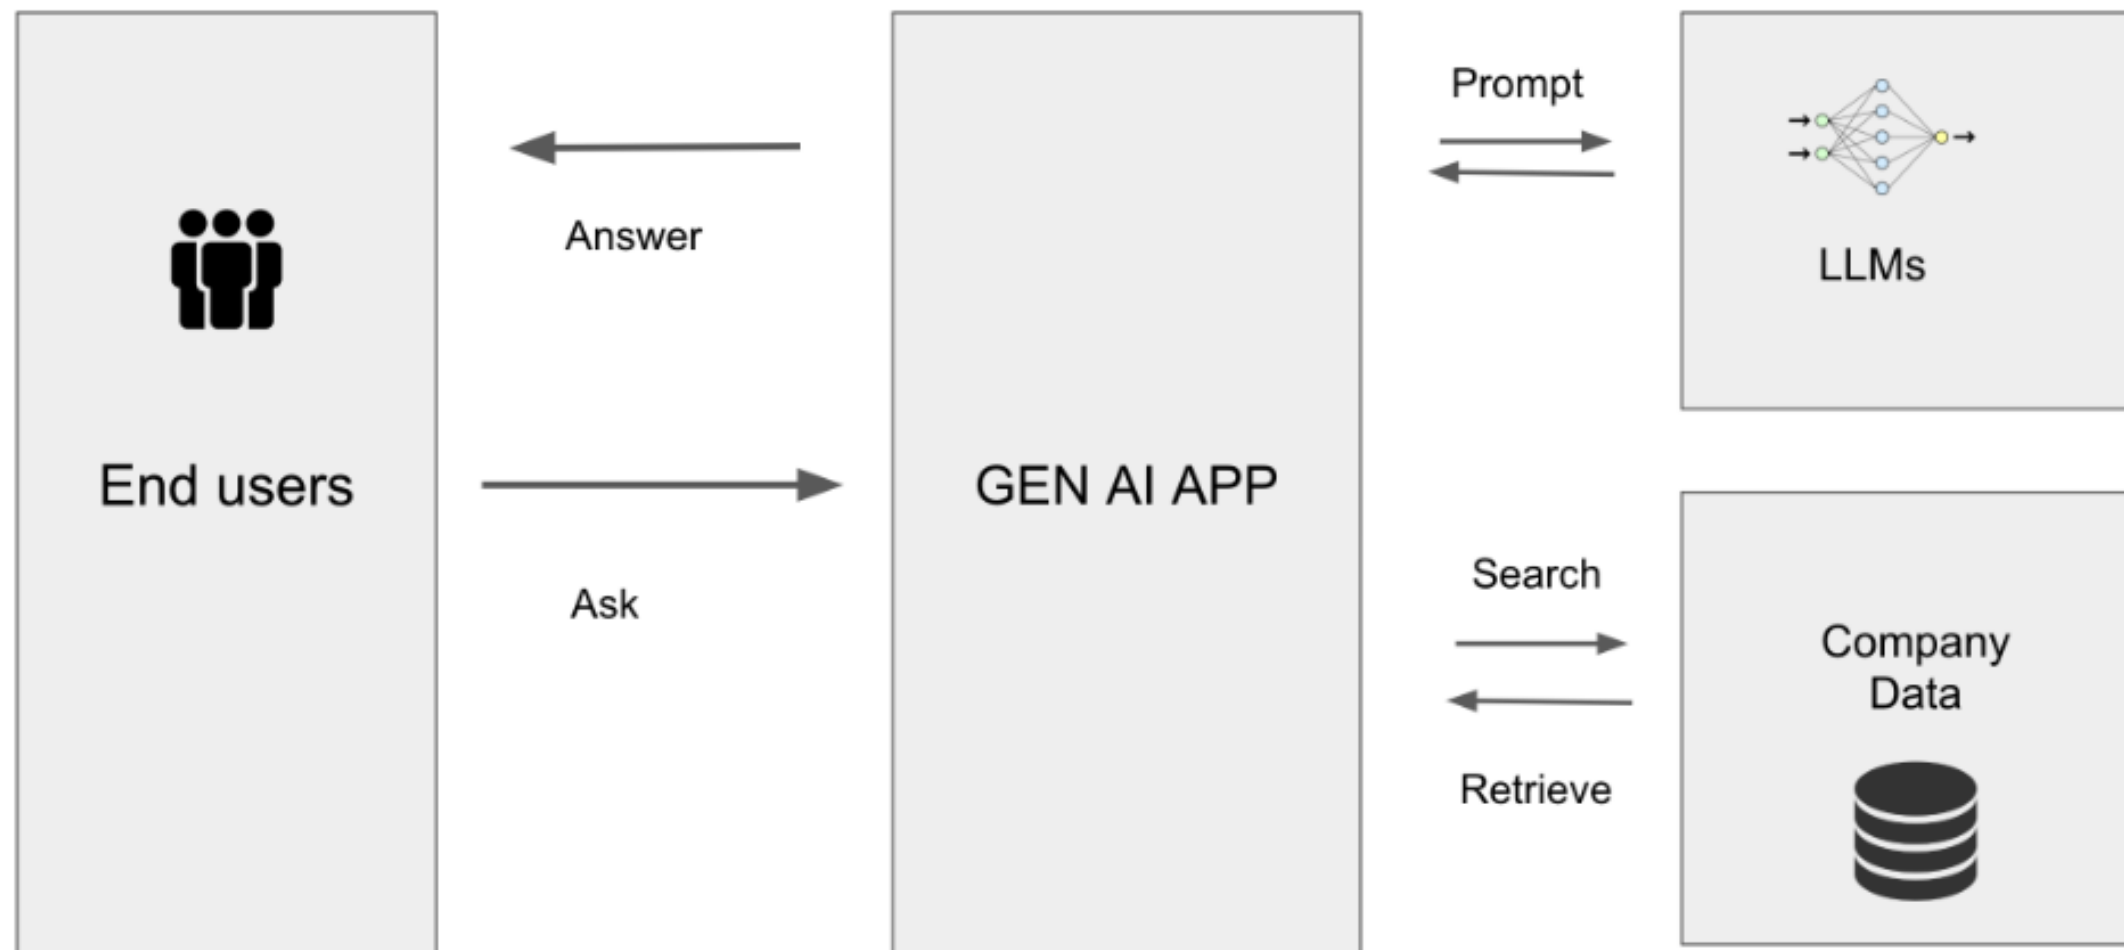 End users
Answer
Ask
GEN AI APP
Prompt
LLMs
Search
Retrieve
Company
Data